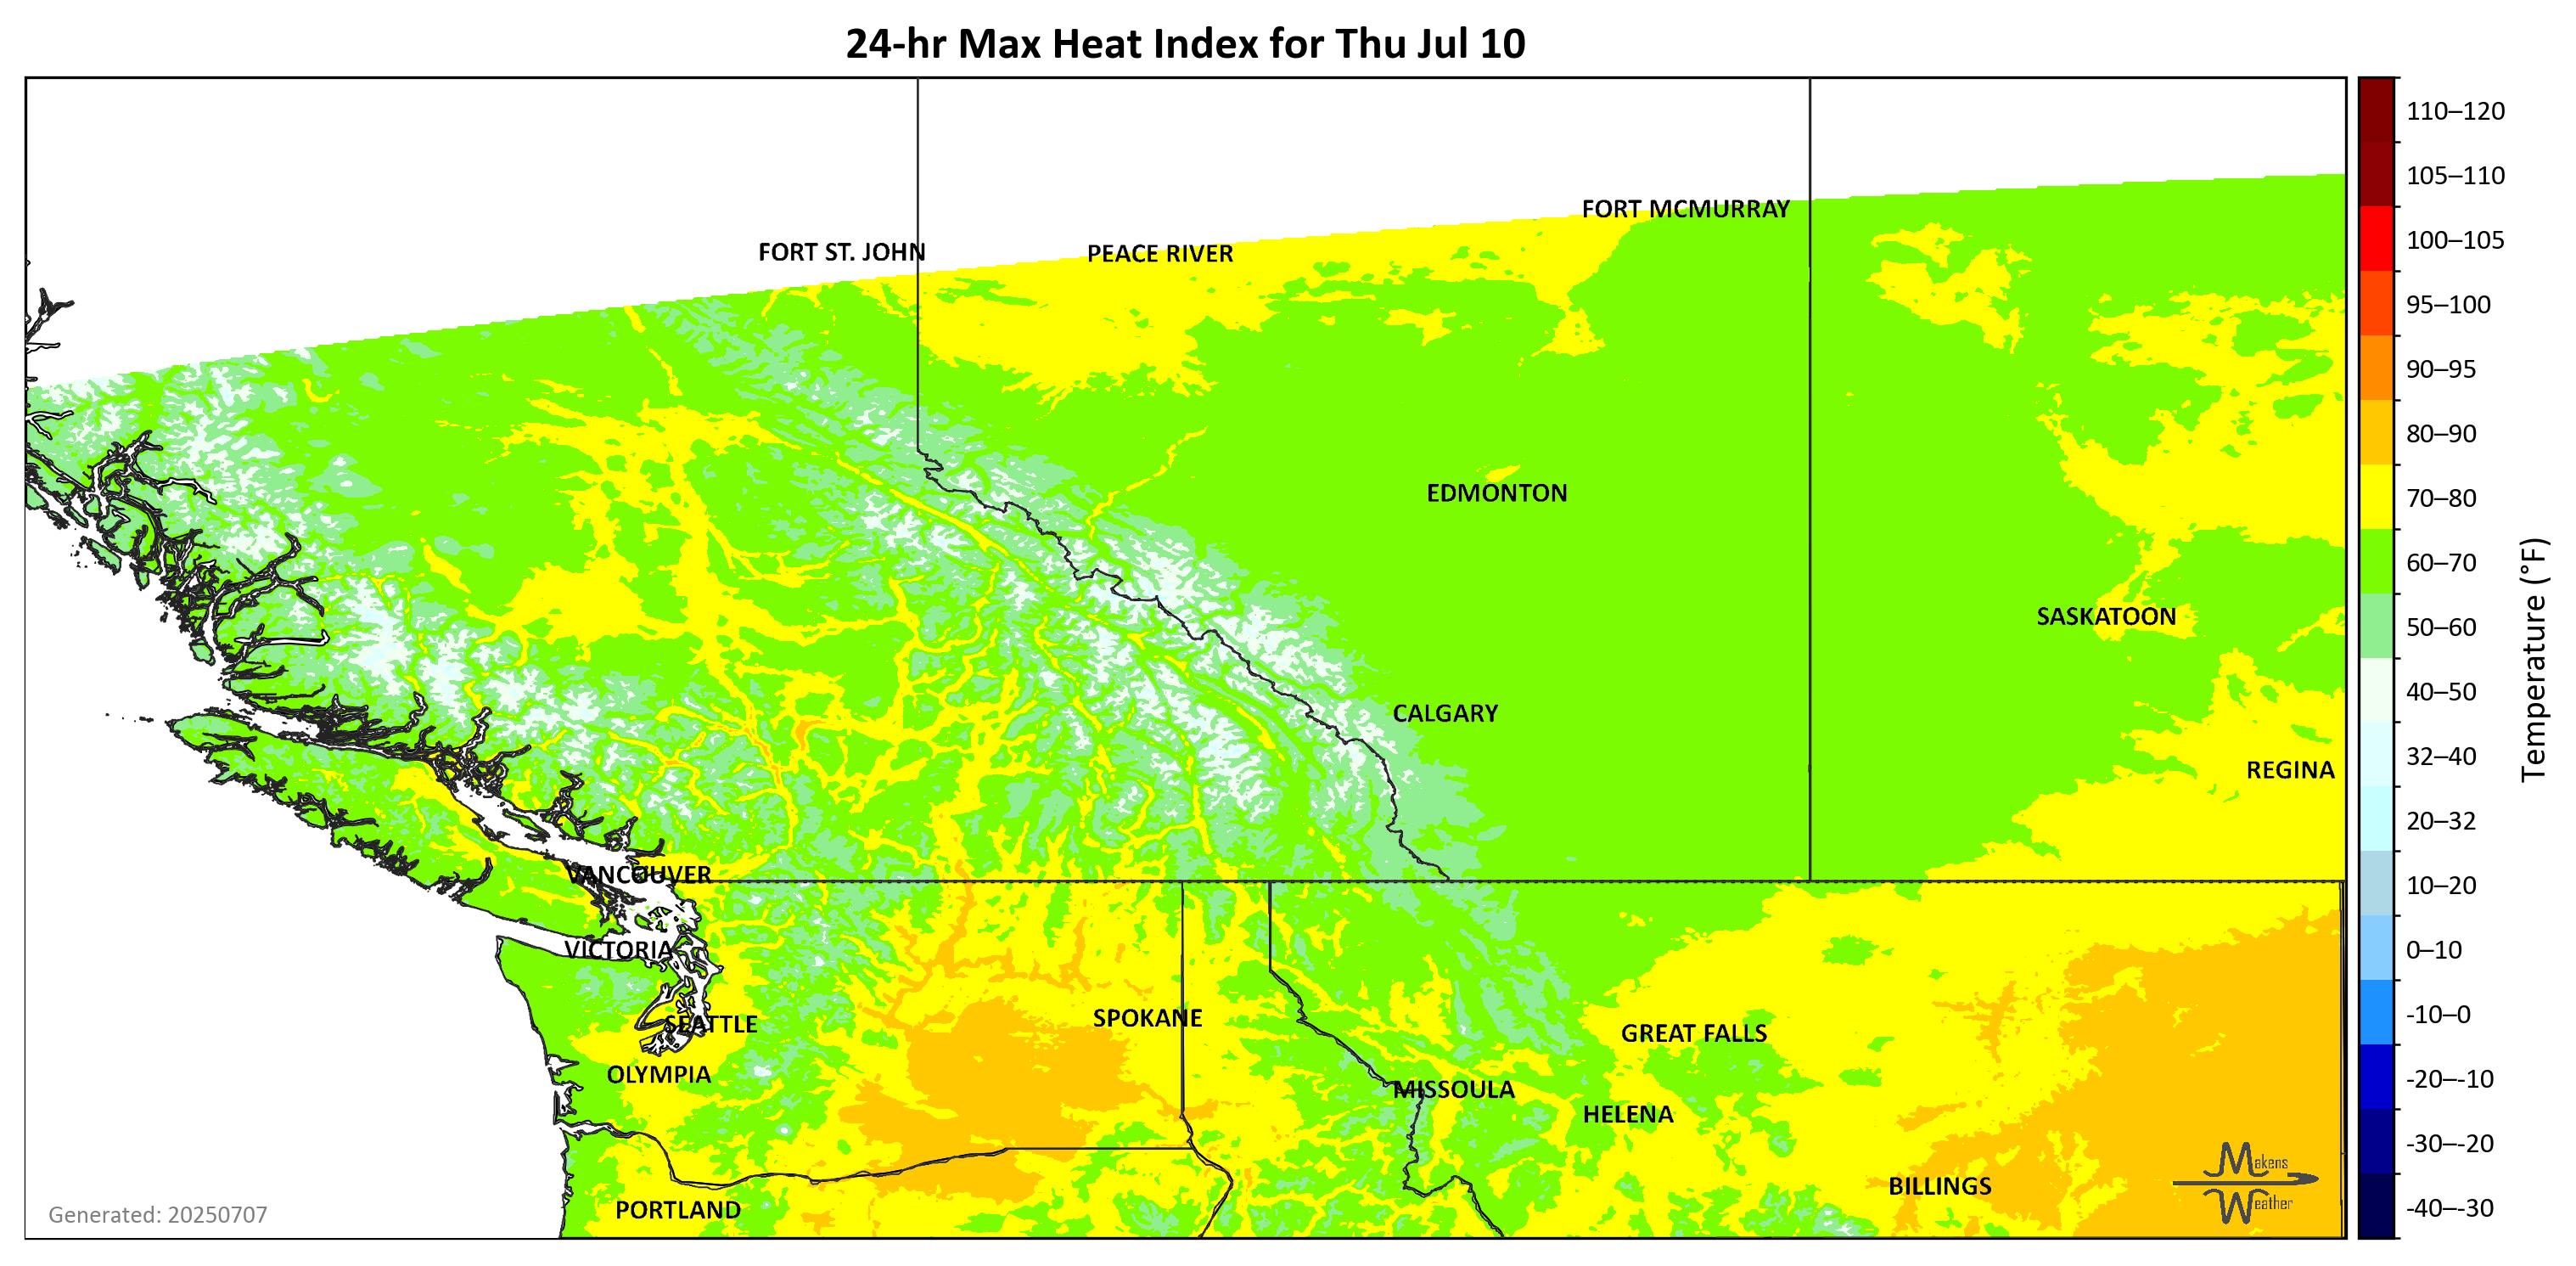 24-hr Max Heat Index for Thu Jul 10
110–120
105–110
FORT MCMURRAY
100–105
FORT ST. JOHN
PEACE RIVER
95–100
90–95
80–90
EDMONTON
70–80
60–70
SASKATOON
50–60
40–50
CALGARY
32–40
REGINA
Temperature (°F)
20–32
VANCOUVER
10–20
VICTORIA
0–10
SPOKANE
-10–0
SEATTLE
GREAT FALLS
OLYMPIA
-20–-10
MISSOULA
HELENA
-30–-20
Makens
Weather
BILLINGS
PORTLAND
-40–-30
Generated: 20250707